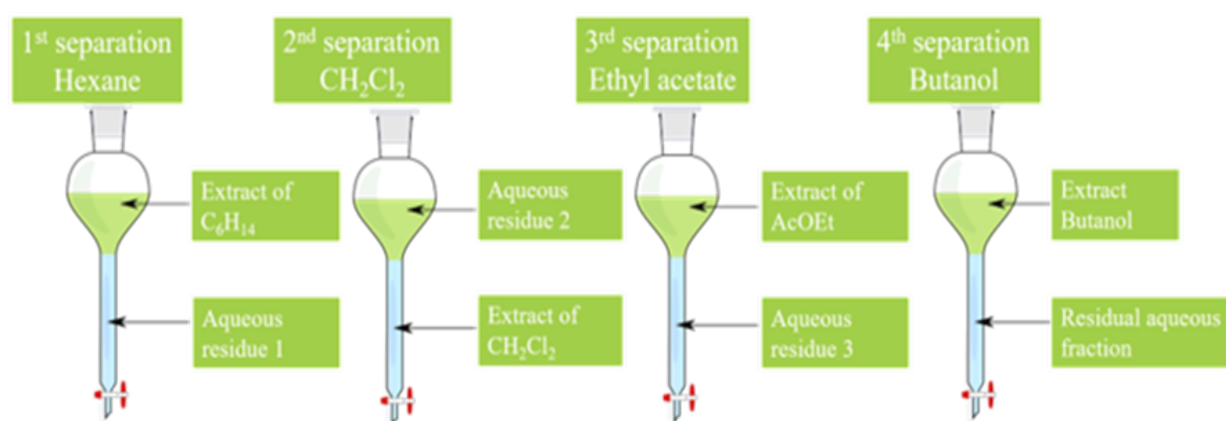 1st separation
Hexane
2nd separation
CH2Cl2
3rd separation
Ethyl acetate
4th separation
Butanol
Extract of
C6H14
Aqueous
residue 1
Aqueous
residue 2
Extract of
CH2Cl2
Extract of
AcOEt
Aqueous
residue 3
Extract
Butanol
Residual aqueous
fraction